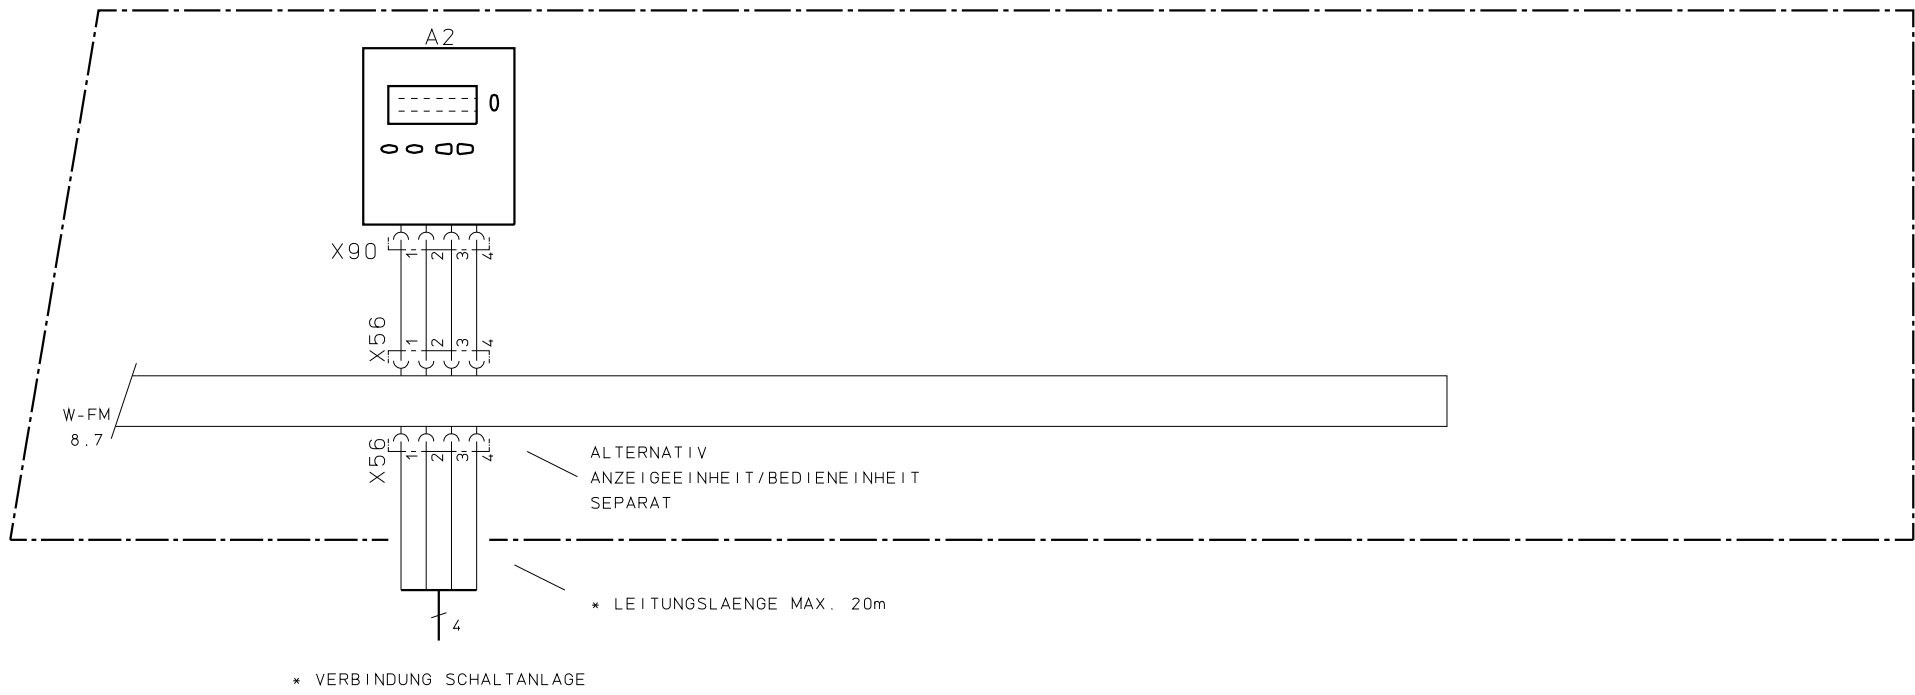 A2
X90
1 2 3 4
X56
1 2 3 4
W-FM
8.7
X56
1 2 3 4
ALTERNATIV
ANZEIGEEINHEIT/BEDIENEINHEIT
SEPARAT
* LEITUNGSLAENGE MAX. 20m
4
* VERBINDUNG SCHALTANLAGE